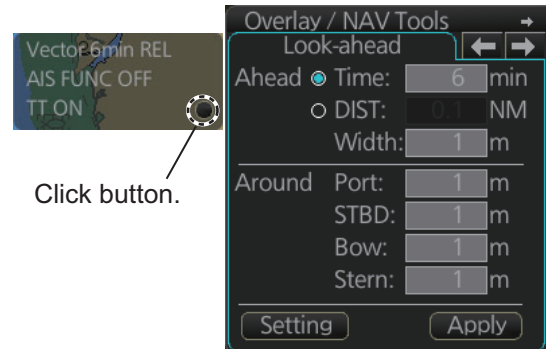 Vector 6min REL
AIS FUNC OFF
TT ON
Click button.
Overlay / NAV Tools
Look-ahead
Ahead Time: 6 min
DIST: 0.1 NM
Width: 1 m
Around Port: 1 m
STBD: 1 m
Bow: 1 m
Stern: 1 m
Setting Apply